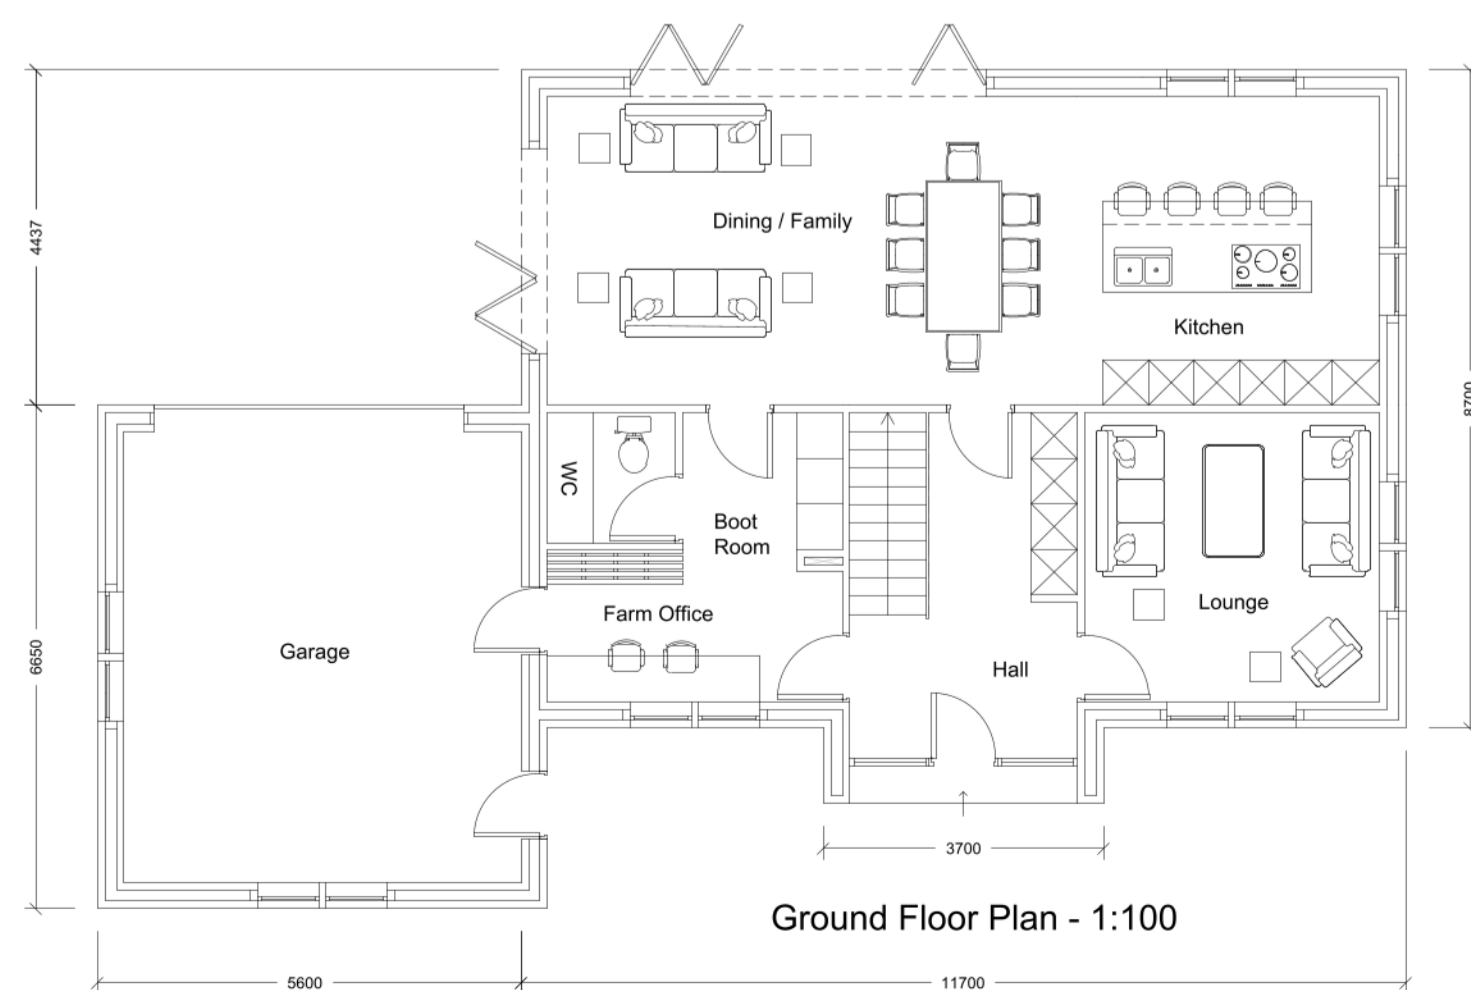 4437
Dining / Family
Kitchen
8700
WC
Boot
Room
Farm Office
Lounge
Garage
6650
Hall
3700
Ground Floor Plan - 1:100
5600
11700